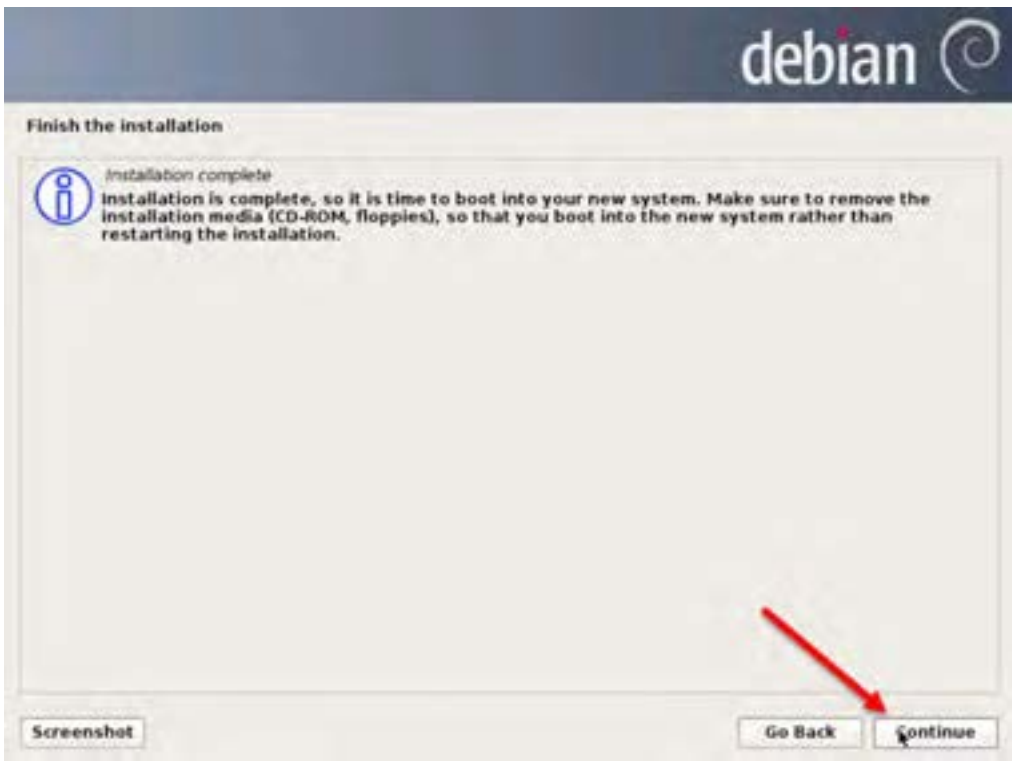 debian
Finish the installation
Installation complete
Installation is complete, so it is time to boot into your new system. Make sure to remove the
installation media (CD-ROM, floppies), so that you boot into the new system rather than
restarting the installation.
Screenshot
Go Back
Continue